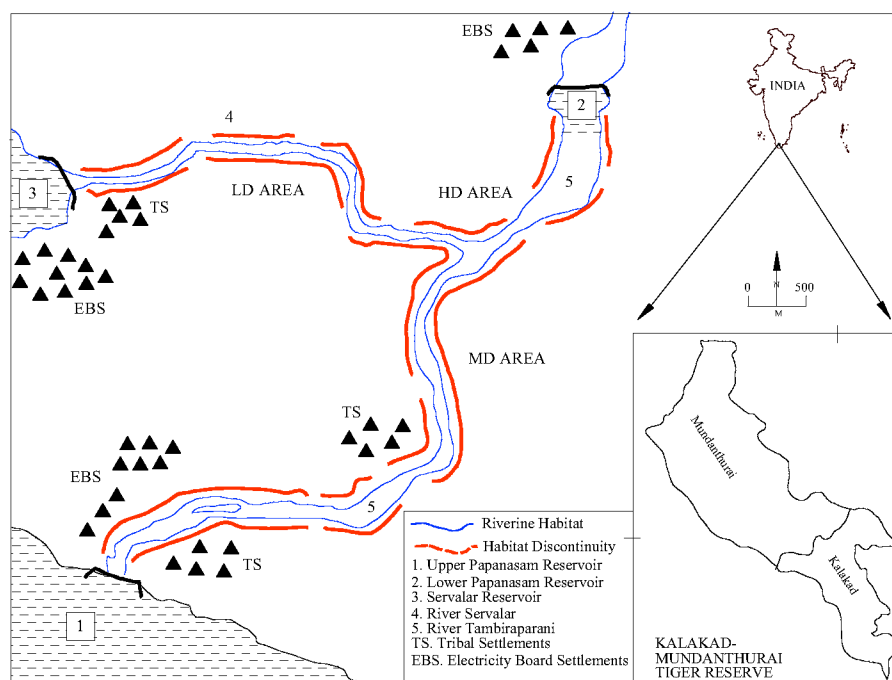 EBS
INDIA
2
4
3
LD AREA
HD AREA
5
TS
EBS
0
N
500
M
MD AREA
TS
EBS
5
TS
1
Mundanthurai
Kalakad
Riverine Habitat
Habitat Discontinuity
1. Upper Papanasam Reservoir
2. Lower Papanasam Reservoir
3. Servalar Reservoir
4. River Servalar
5. River Tambiraparani
TS. Tribal Settlements
EBS. Electricity Board Settlements
KALAKAD-
MUNDANTHURAI
TIGER RESERVE